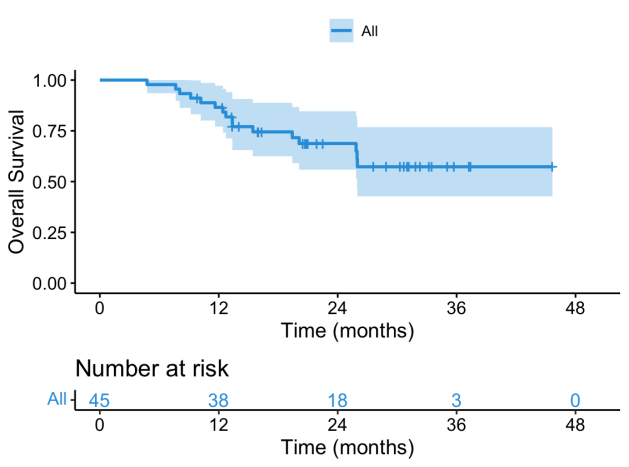 All
Overall Survival
1.00
0.75
0.50
0.25
0.00
0 12 24 36 48
Time (months)
Number at risk
All 45 38 18 3 0
0 12 24 36 48
Time (months)